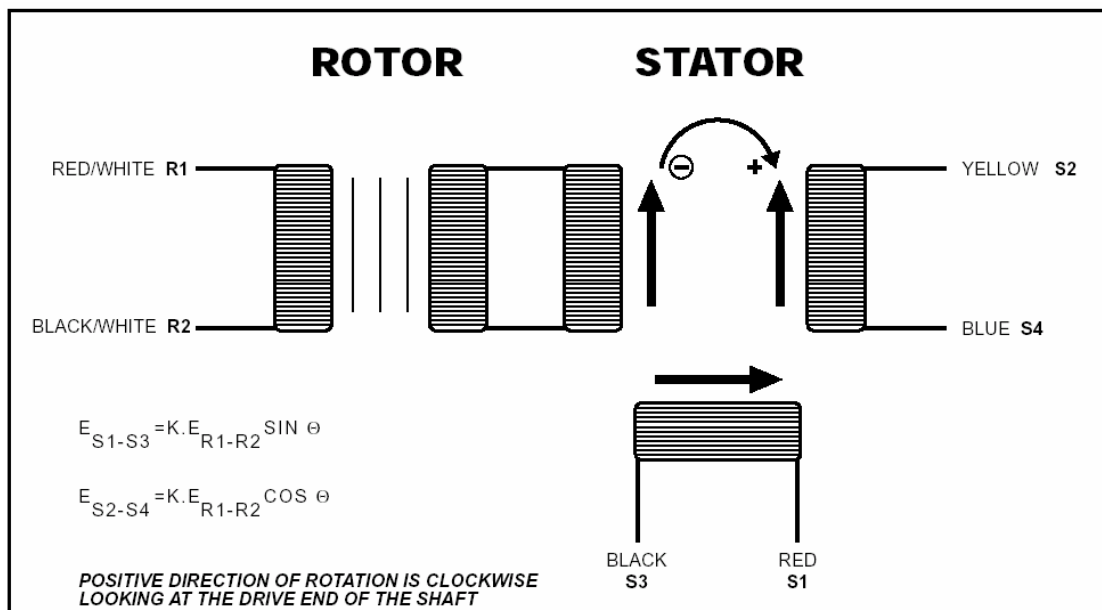 ROTOR STATOR
RED/WHITE R1
− +
YELLOW S2
BLACK/WHITE R2
BLUE S4
E S1-S3 =K.E R1-R2 SIN Θ
E S2-S4 =K.E R1-R2 COS Θ
BLACK RED
S3 S1
POSITIVE DIRECTION OF ROTATION IS CLOCKWISE
LOOKING AT THE DRIVE END OF THE SHAFT